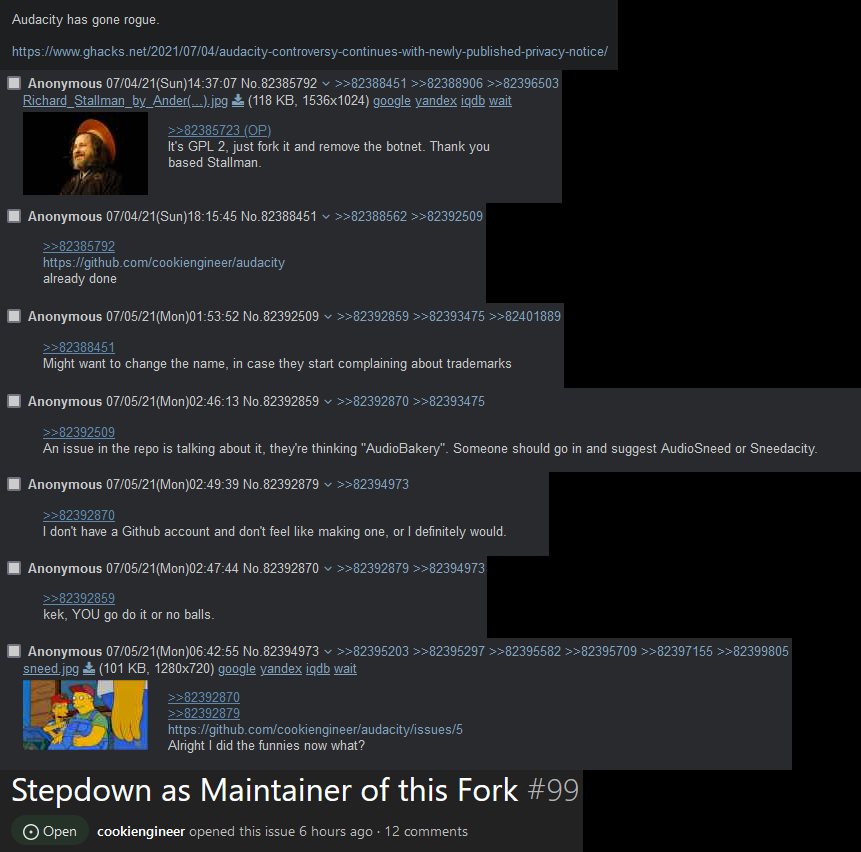 Audacity has gone rogue.
https://www.ghacks.net/2021/07/04/audacity-controversy-continues-with-newly-published-privacy-notice/
Anonymous 07/04/21(Sun)14:37:07 No.82385792 >>82388451 >>82388906 >>82396503
Richard_Stallman_by_Ander(...).jpg (118 KB, 1536x1024) google yandex iqdb wait
>>82385723 (OP)
It's GPL 2, just fork it and remove the botnet. Thank you
based Stallman.
Anonymous 07/04/21(Sun)18:15:45 No.82388451 >>82388562 >>82392509
>>82385792
https://github.com/cookiengineer/audacity
already done
Anonymous 07/05/21(Mon)01:53:52 No.82392509 >>82392859 >>82393475 >>82401889
>>82388451
Might want to change the name, in case they start complaining about trademarks
Anonymous 07/05/21(Mon)02:46:13 No.82392859 >>82392870 >>82393475
>>82392509
An issue in the repo is talking about it, they're thinking "AudioBakery". Someone should go in and suggest AudioSneed or Sneedacity.
Anonymous 07/05/21(Mon)02:49:39 No.82392879 >>82394973
>>82392870
I don't have a Github account and don't feel like making one, or I definitely would.
Anonymous 07/05/21(Mon)02:47:44 No.82392870 >>82392879 >>82394973
>>82392859
kek, YOU go do it or no balls.
Anonymous 07/05/21(Mon)06:42:55 No.82394973 >>82395203 >>82395297 >>82395582 >>82395709 >>82397155 >>82399805
sneed.jpg (101 KB, 1280x720) google yandex iqdb wait
>>82392870
>>82392879
https://github.com/cookiengineer/audacity/issues/5
Alright I did the funnies now what?
Stepdown as Maintainer of this Fork #99
Open cookiengineer opened this issue 6 hours ago · 12 comments